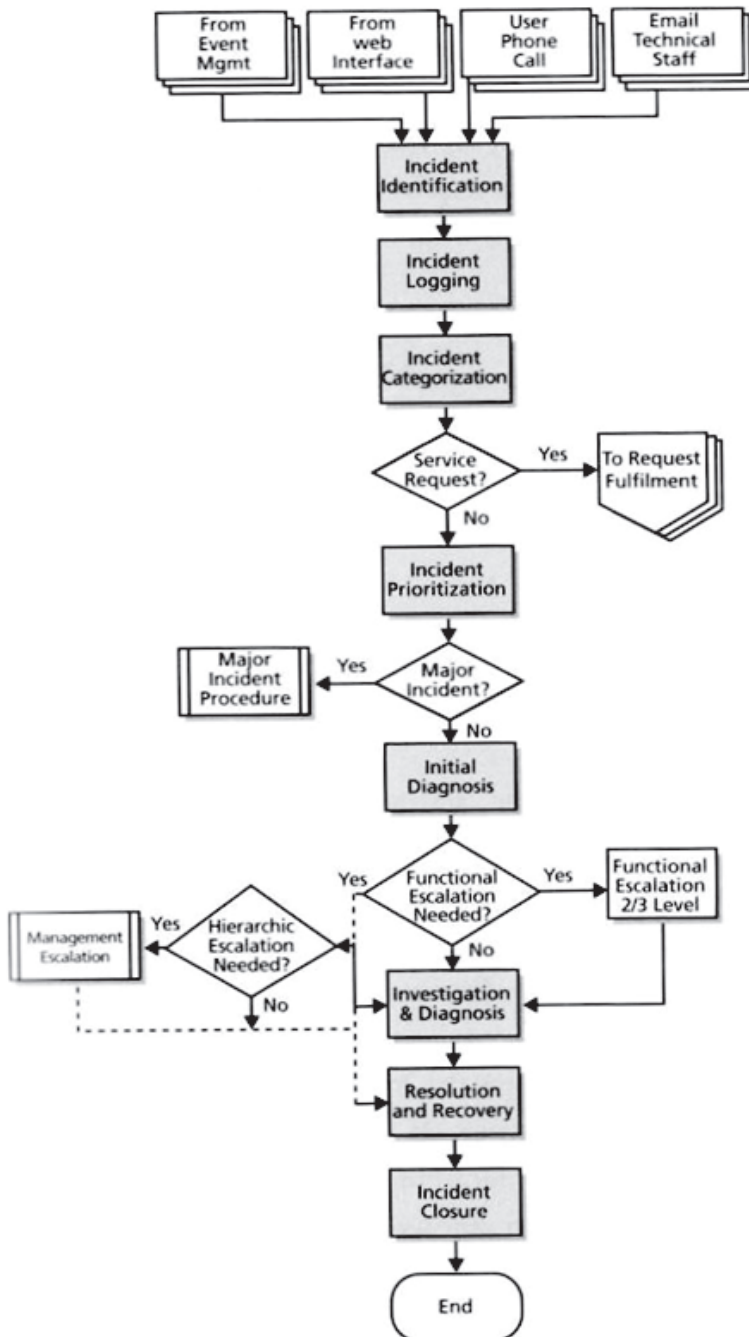 From
Event
Mgmt
From
web
Interface
User
Phone
Call
Email
Technical
Staff
Incident
Identification
Incident
Logging
Incident
Categorization
Service
Request?
Yes
To Request
Fulfilment
No
Incident
Prioritization
Major
Incident
Procedure
Yes
Major
Incident?
No
Initial
Diagnosis
Yes
Functional
Escalation
Needed?
Yes
Functional
Escalation
2/3 Level
Management
Escalation
Yes
Hierarchic
Escalation
Needed?
No
No
Investigation
& Diagnosis
Resolution
and Recovery
Incident
Closure
End